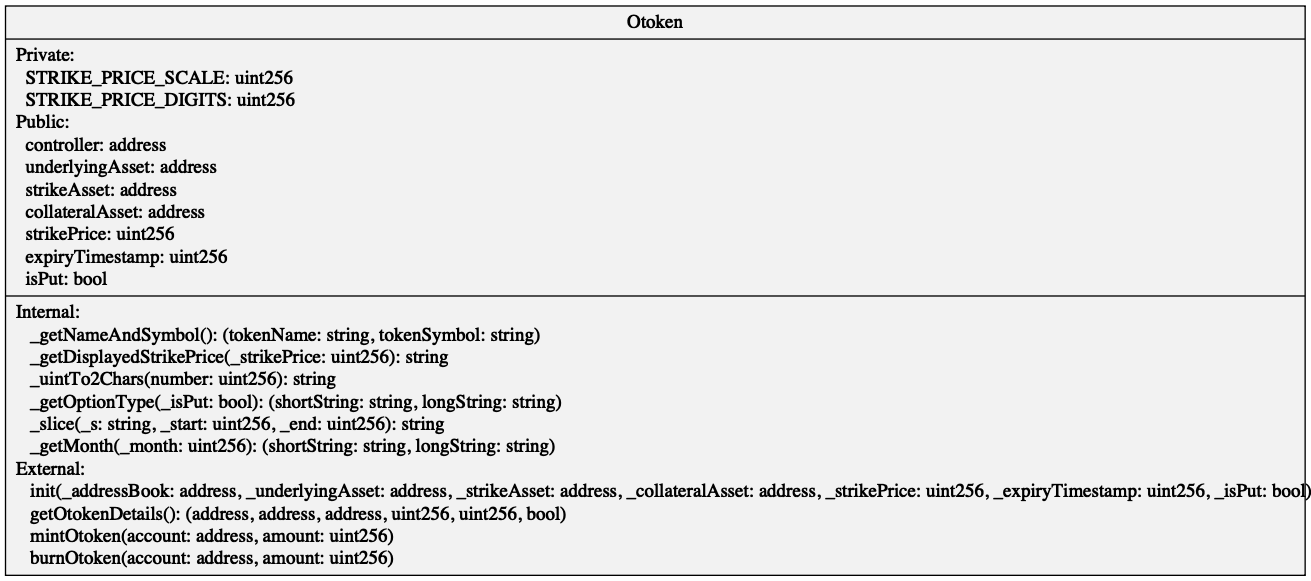 Otoken
Private:
STRIKE_PRICE_SCALE: uint256
STRIKE_PRICE_DIGITS: uint256
Public:
controller: address
underlyingAsset: address
strikeAsset: address
collateralAsset: address
strikePrice: uint256
expiryTimestamp: uint256
isPut: bool
Internal:
_getNameAndSymbol(): (tokenName: string, tokenSymbol: string)
_getDisplayedStrikePrice(_strikePrice: uint256): string
_uintTo2Chars(number: uint256): string
_getOptionType(_isPut: bool): (shortString: string, longString: string)
_slice(_s: string, _start: uint256, _end: uint256): string
_getMonth(_month: uint256): (shortString: string, longString: string)
External:
init(_addressBook: address, _underlyingAsset: address, _strikeAsset: address, _collateralAsset: address, _strikePrice: uint256, _expiryTimestamp: uint256, _isPut: bool)
getOtokenDetails(): (address, address, address, uint256, uint256, bool)
mintOtoken(account: address, amount: uint256)
burnOtoken(account: address, amount: uint256)